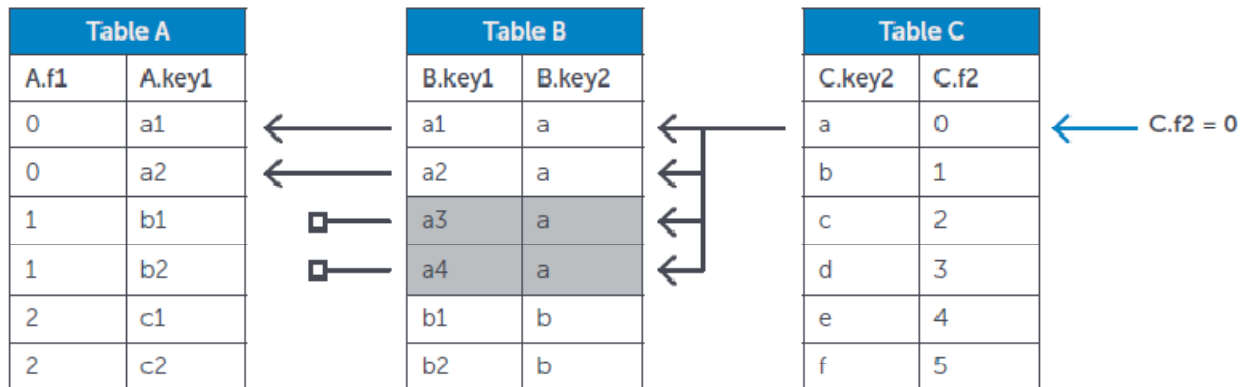 Table A Table B Table C
A.f1 A.key1 B.key1 B.key2 C.key2 C.f2
0 a1 a1 a a 0 C.f2 = 0
0 a2 a2 a b 1
1 b1 a3 a c 2
1 b2 a4 a d 3
2 c1 b1 b e 4
2 c2 b2 b f 5